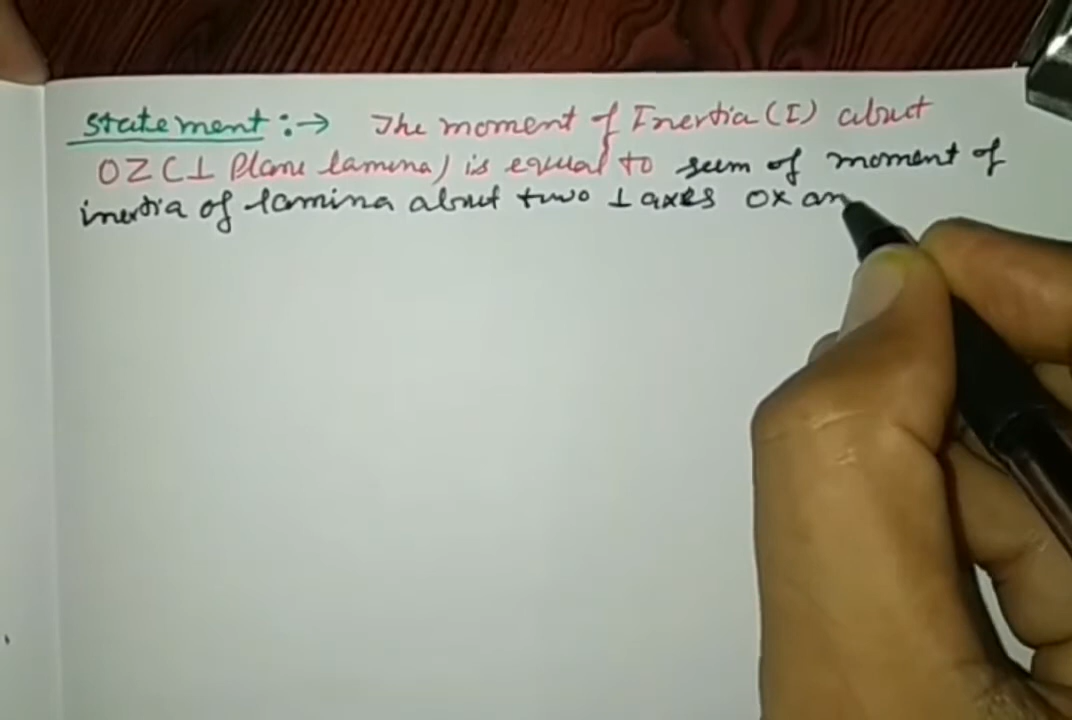 Statement :→ The moment of Inertia (I) about
OZ (⊥ Plane lamina) is equal to sum of moment of
inertia of lamina about two ⊥ axes OX an